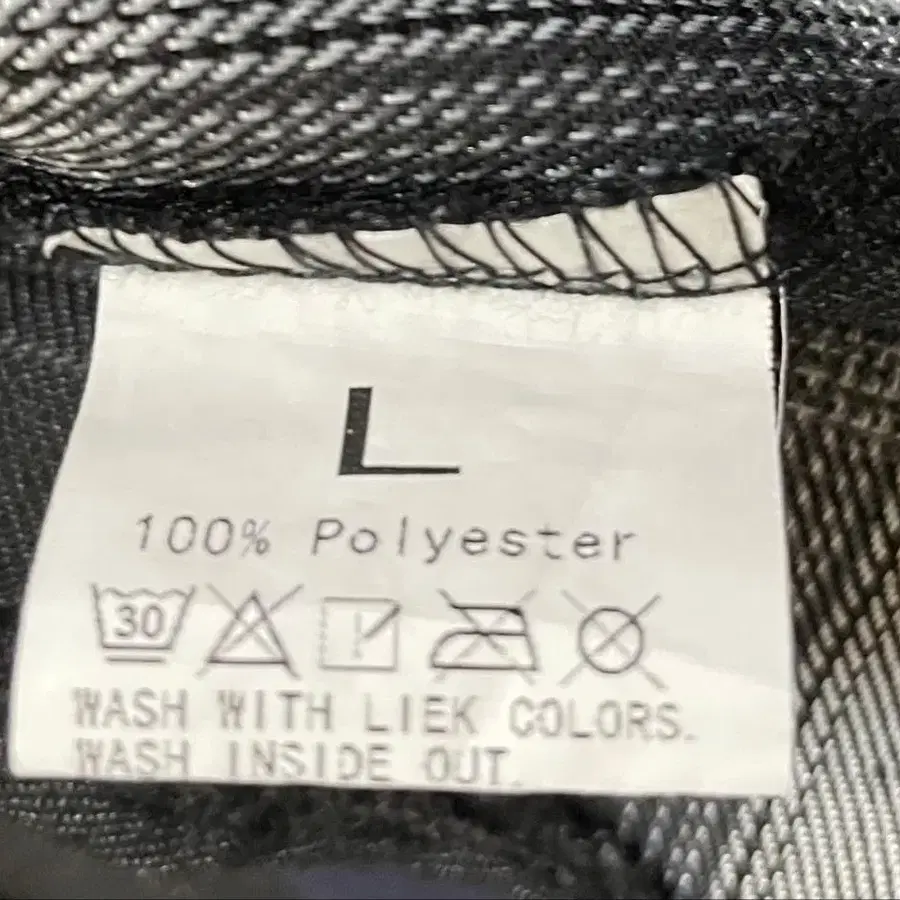 L
100% Polyester
30
WASH WITH LIEK COLORS.
WASH INSIDE OUT.